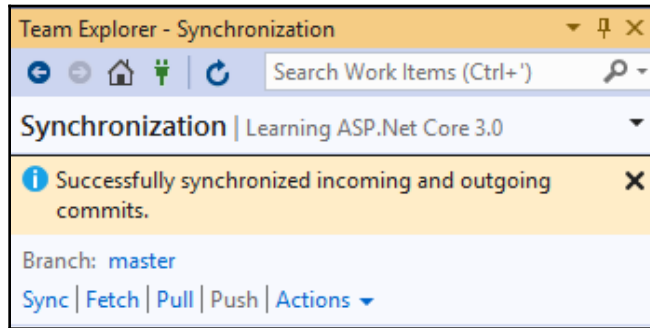 Team Explorer - Synchronization
Search Work Items (Ctrl+')
Synchronization | Learning ASP.Net Core 3.0
Successfully synchronized incoming and outgoing
commits.
Branch: master
Sync | Fetch | Pull | Push | Actions